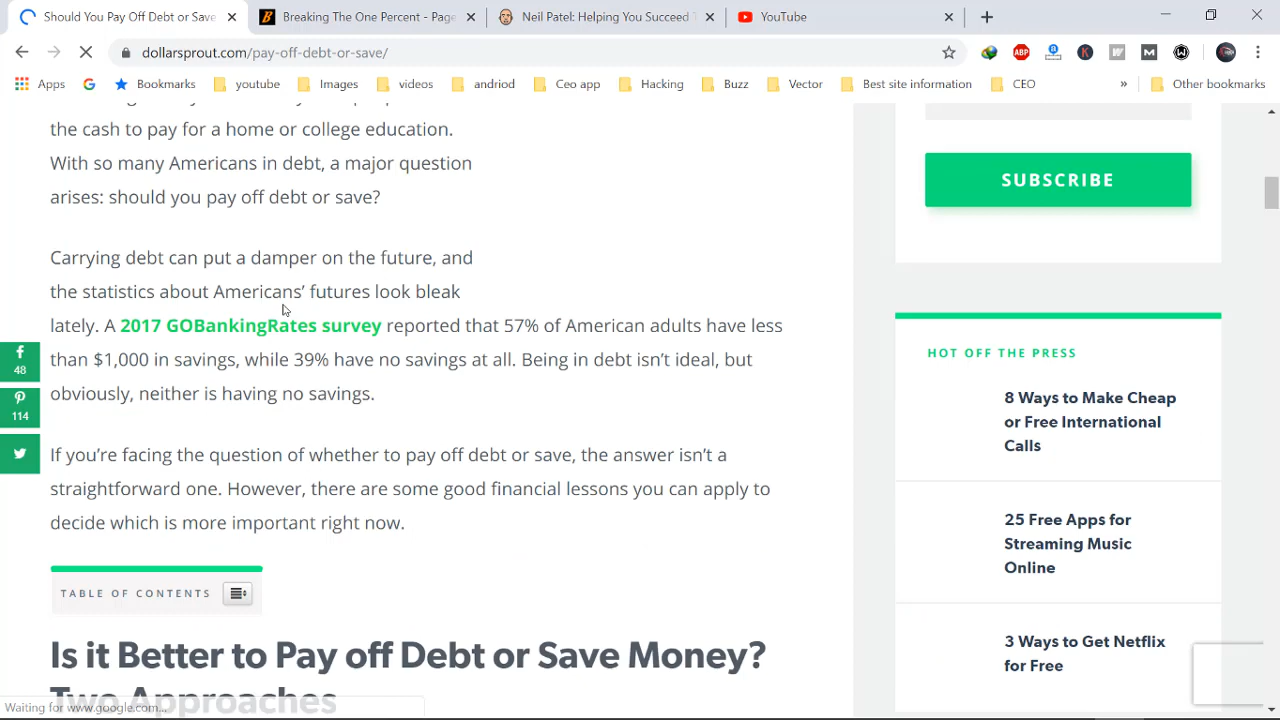 Should You Pay Off Debt or Save
Breaking The One Percent - Page
Neil Patel: Helping You Succeed T
YouTube
dollarsprout.com/pay-off-debt-or-save/
Apps
Bookmarks
youtube
Images
videos
andriod
Ceo app
Hacking
Buzz
Vector
Best site information
CEO
»
Other bookmarks
the cash to pay for a home or college education.
With so many Americans in debt, a major question
arises: should you pay off debt or save?
Carrying debt can put a damper on the future, and
the statistics about Americans’ futures look bleak
lately. A 2017 GOBankingRates survey reported that 57% of American adults have less
than $1,000 in savings, while 39% have no savings at all. Being in debt isn’t ideal, but
obviously, neither is having no savings.
If you’re facing the question of whether to pay off debt or save, the answer isn’t a
straightforward one. However, there are some good financial lessons you can apply to
decide which is more important right now.
TABLE OF CONTENTS
Is it Better to Pay off Debt or Save Money?
Two Approaches
48
114
SUBSCRIBE
HOT OFF THE PRESS
8 Ways to Make Cheap
or Free International
Calls
25 Free Apps for
Streaming Music
Online
3 Ways to Get Netflix
for Free
Waiting for www.google.com...